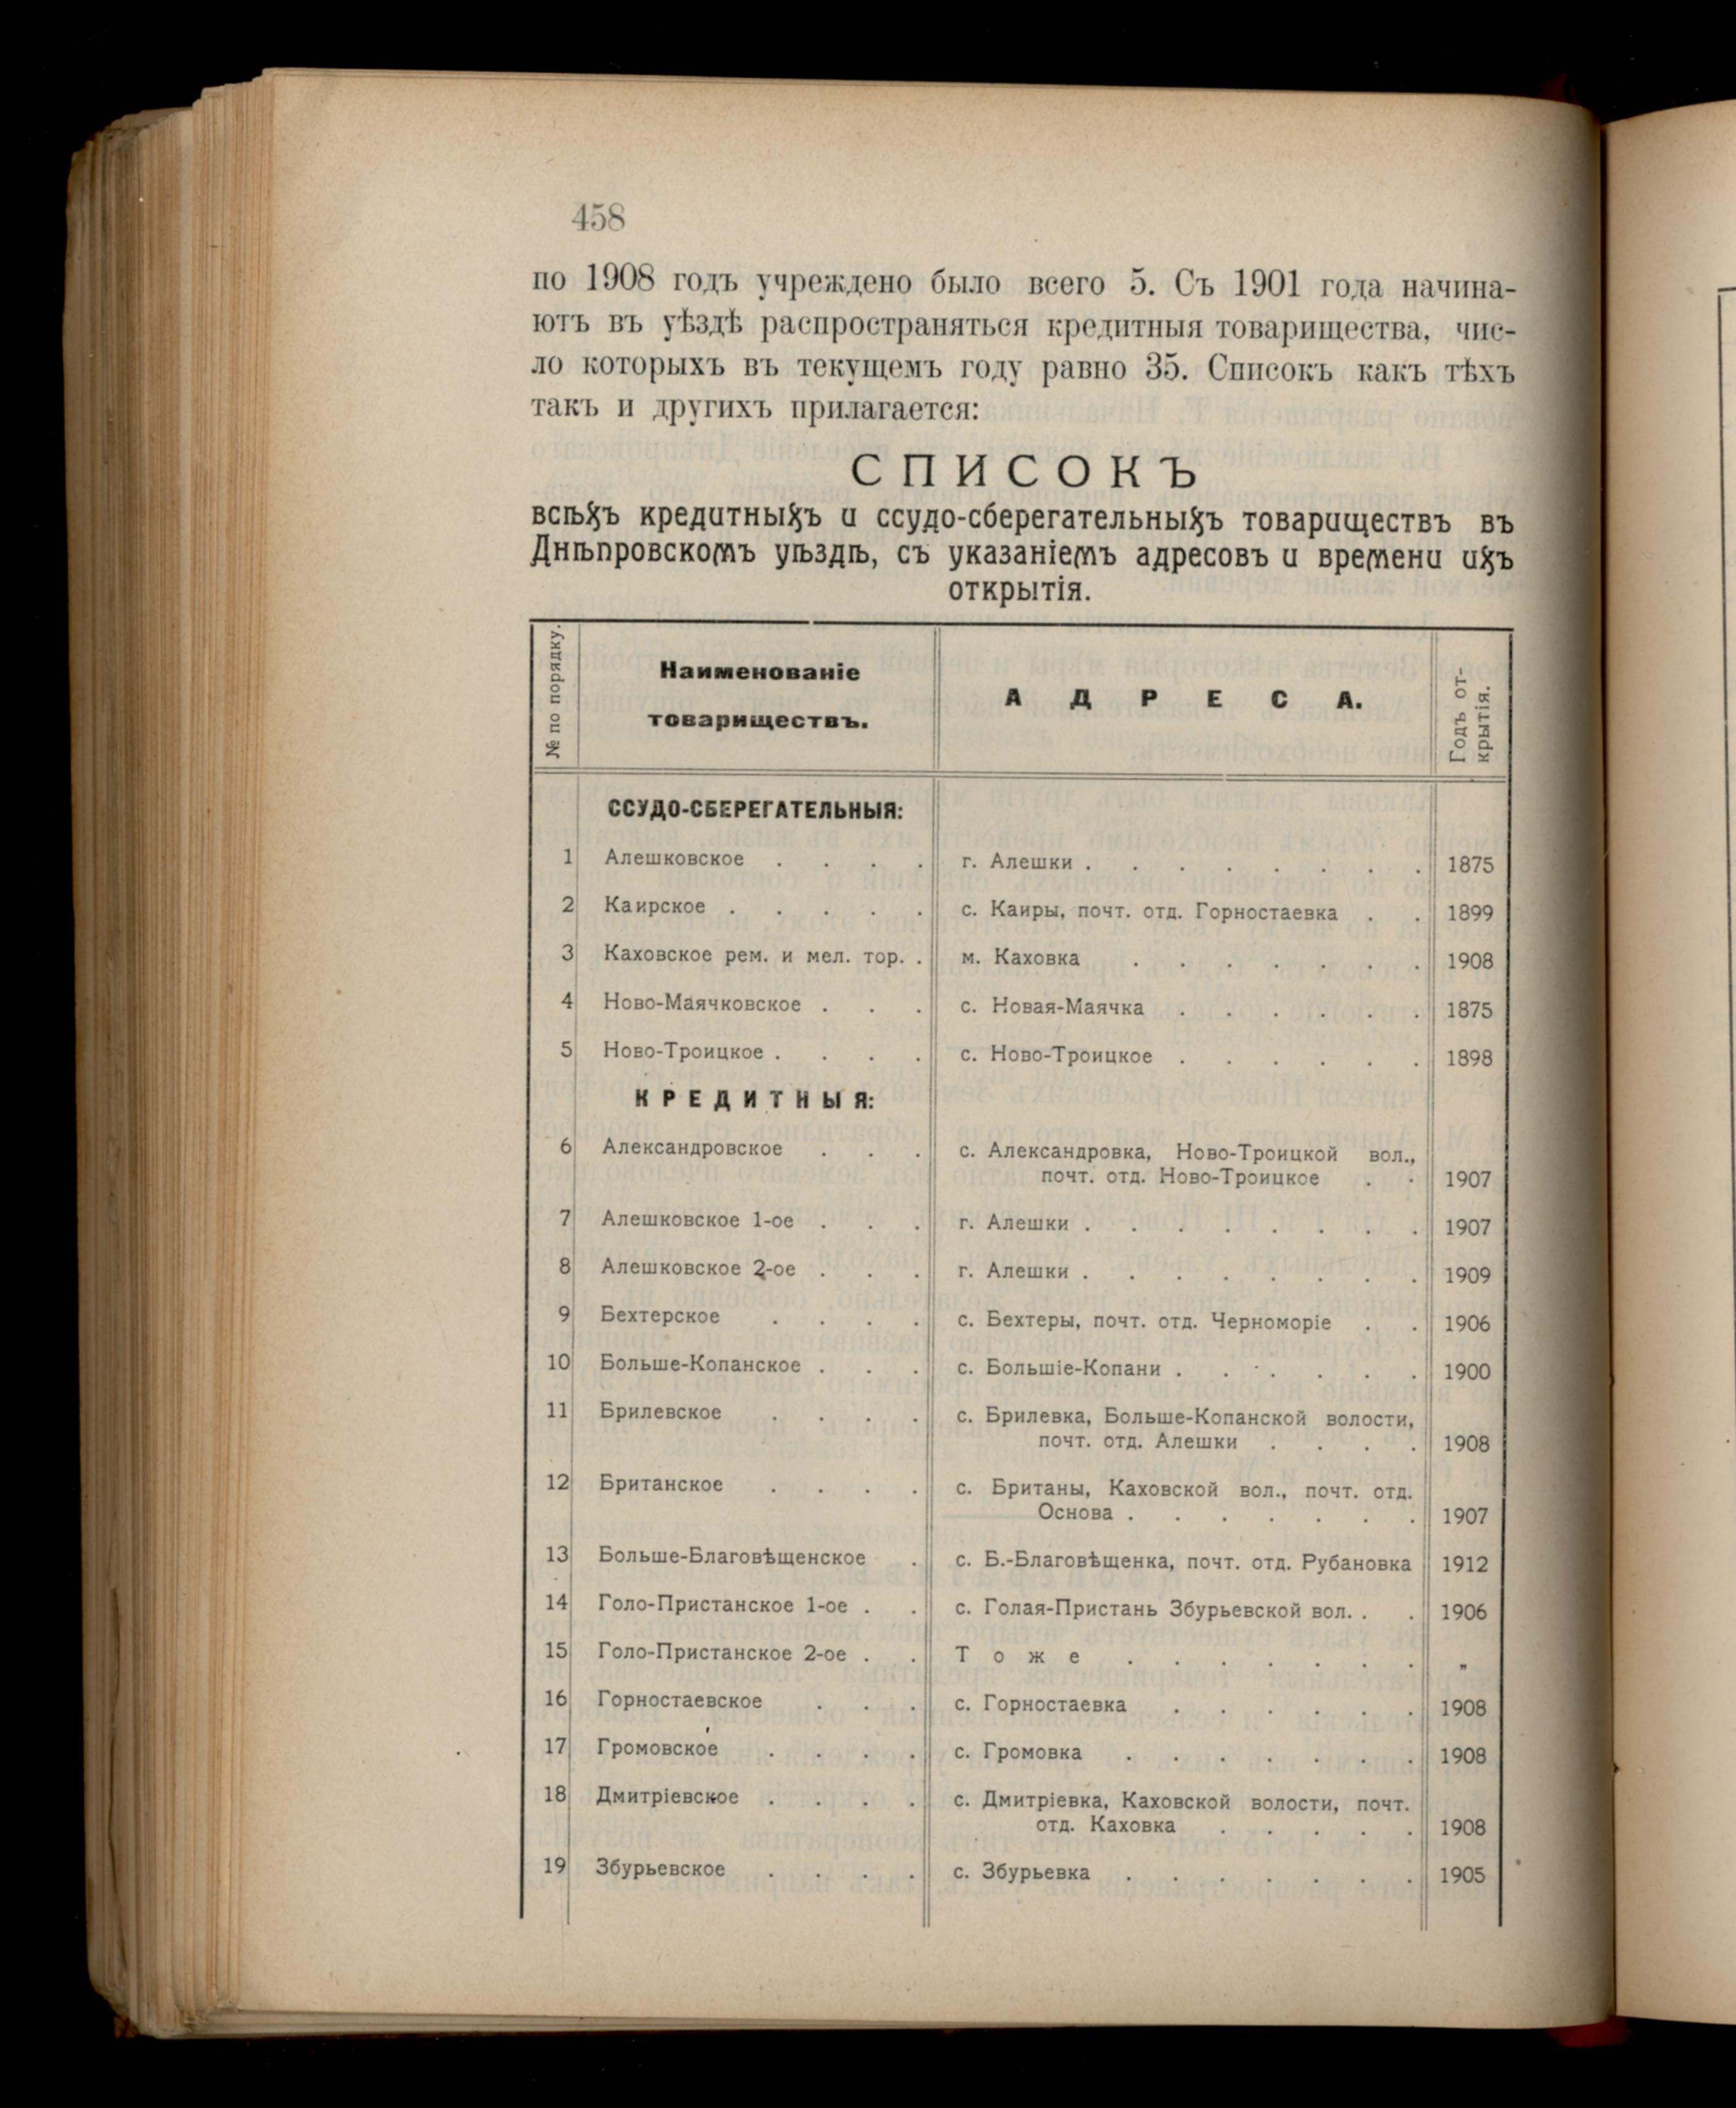 458
по 1908 годъ учреждено было всего 5. Съ 1901 года начина-
ютъ въ уѣздѣ распространяться кредитныя товарищества, чис-
ло которыхъ въ текущемъ году равно 35. Списокъ какъ тѣхъ
такъ и другихъ прилагается:
СПИСОКЪ
всѣхъ кредитныхъ и ссудо-сберегательныхъ товариществъ въ
Днѣпровскомъ уѣздѣ, съ указаніемъ адресовъ и времени ихъ
открытія.
№ по порядку. Наименованіе товариществъ. АДРЕСА. Годъ от-крытія.
ССУДО-СБЕРЕГАТЕЛЬНЫЯ:
1 Алешковское . . . . г. Алешки . . . . . . . . 1875
2 Каирское . . . . . с. Каиры, почт. отд. Горностаевка . . 1899
3 Каховское рем. и мел. тор. . м. Каховка . . . . . . . 1908
4 Ново-Маячковское . . . с. Новая-Маячка . . . . . . 1875
5 Ново-Троицкое . . . . с. Ново-Троицкое . . . . . . 1898
КРЕДИТНЫЯ:
6 Александровское . . . с. Александровка, Ново-Троицкой вол.,
почт. отд. Ново-Троицкое . . 1907
7 Алешковское 1-ое . . . г. Алешки . . . . . . . . 1907
8 Алешковское 2-ое . . . г. Алешки . . . . . . . . 1909
9 Бехтерское . . . . с. Бехтеры, почт. отд. Черноморіе . . 1906
10 Больше-Копанское . . . с. Большіе-Копани . . . . . . 1900
11 Брилевское . . . . с. Брилевка, Больше-Копанской волости,
почт. отд. Алешки . . . . 1908
12 Британское . . . . с. Британы, Каховской вол., почт. отд.
Основа . . . . . . . 1907
13 Больше-Благовѣщенское . с. Б.-Благовѣщенка, почт. отд. Рубановка 1912
14 Голо-Пристанское 1-ое . . с. Голая-Пристань Збурьевской вол. . . 1906
15 Голо-Пристанское 2-ое . . Тоже . . . . . . . „
16 Горностаевское . . . с. Горностаевка . . . . . . 1908
17 Громовское . . . . с. Громовка . . . . . . . 1908
18 Дмитріевское . . . . с. Дмитріевка, Каховской волости, почт.
отд. Каховка . . . . . 1908
19 Збурьевское . . . . с. Збурьевка . . . . . . . 1905